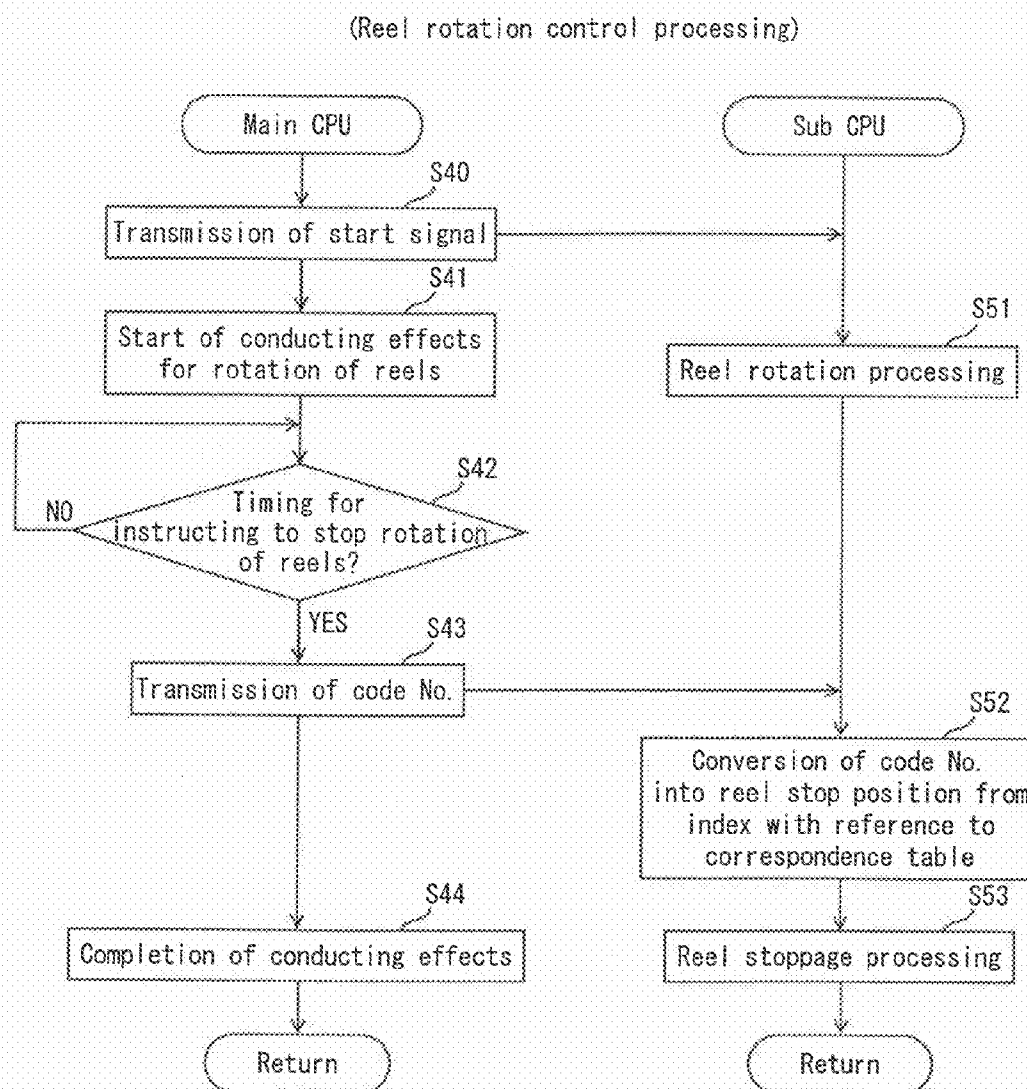 (Reel rotation control processing)
Main CPU
Sub CPU
S40
Transmission of start signal
S41
Start of conducting effects
for rotation of reels
S51
Reel rotation processing
S42
Timing for
instructing to stop rotation
of reels?
NO
YES
S43
Transmission of code No.
S52
Conversion of code No.
into reel stop position from
index with reference to
correspondence table
S44
Completion of conducting effects
S53
Reel stoppage processing
Return
Return